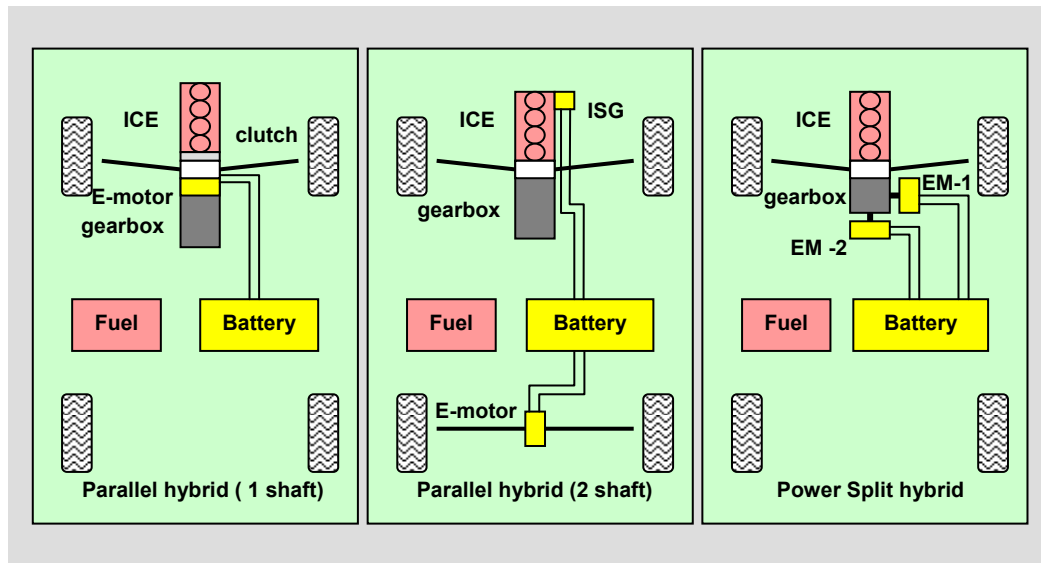 ICE
clutch
E-motor
gearbox
Fuel
Battery
Parallel hybrid ( 1 shaft)
ICE
ISG
gearbox
Fuel
Battery
E-motor
Parallel hybrid (2 shaft)
ICE
EM-1
gearbox
EM -2
Fuel
Battery
Power Split hybrid